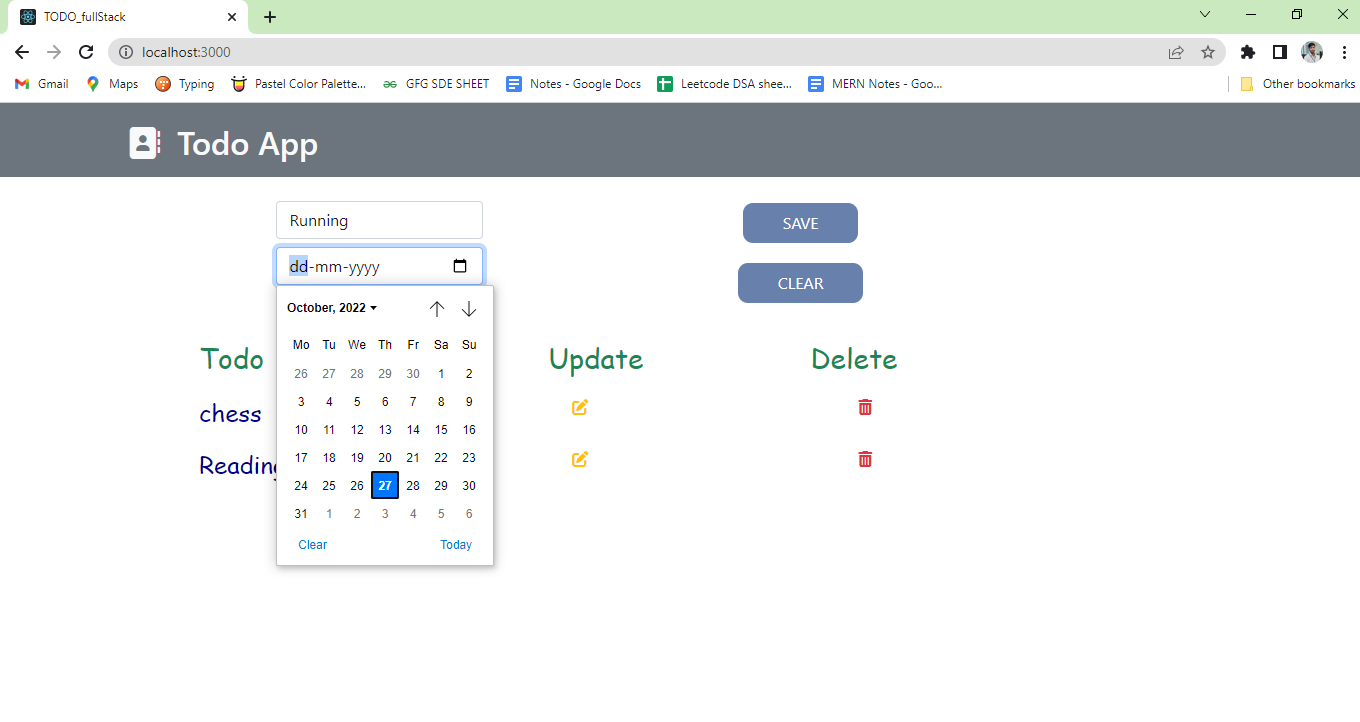 TODO_fullStack
localhost:3000
Gmail Maps Typing Pastel Color Palette... GFG SDE SHEET Notes - Google Docs Leetcode DSA shee... MERN Notes - Goo... Other bookmarks
Todo App
Running
SAVE
dd-mm-yyyy
CLEAR
October, 2022
Mo Tu We Th Fr Sa Su
26 27 28 29 30 1 2
3 4 5 6 7 8 9
10 11 12 13 14 15 16
17 18 19 20 21 22 23
24 25 26 27 28 29 30
31 1 2 3 4 5 6
Clear Today
Todo Update Delete
chess
Reading